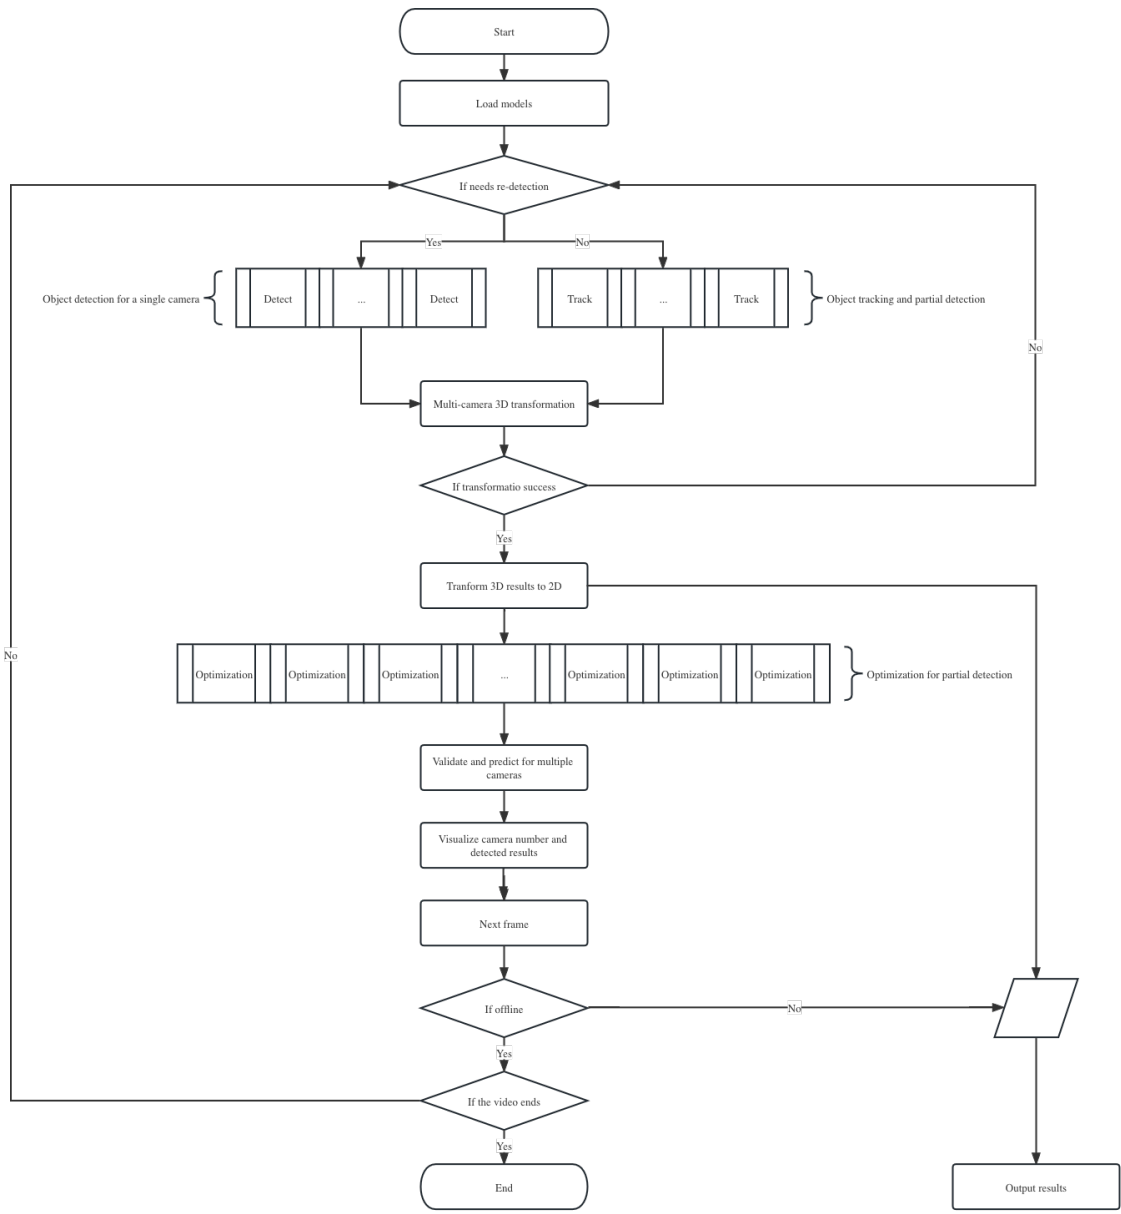 Start
Load models
If needs re-detection
Yes
No
Object detection for a single camera
Detect
...
Detect
Track
...
Track
Object tracking and partial detection
No
Multi-camera 3D transformation
If transformatio success
Yes
Tranform 3D results to 2D
No
Optimization
Optimization
Optimization
...
Optimization
Optimization
Optimization
Optimization for partial detection
Validate and predict for multiple
cameras
Visualize camera number and
detected results
Next frame
If offline
No
Yes
If the video ends
Yes
End
Output results